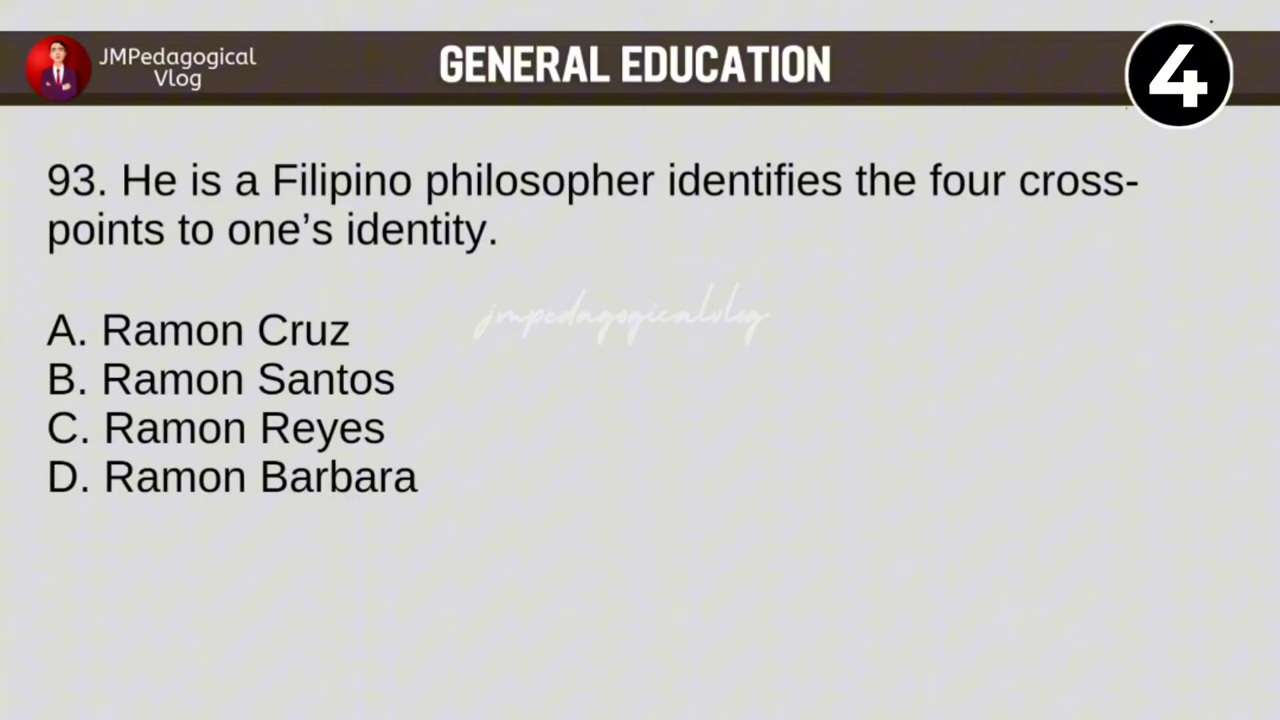 JMPedagogical
Vlog
GENERAL EDUCATION
4
93. He is a Filipino philosopher identifies the four cross-
points to one’s identity.
jmpedagogicalvlog
A. Ramon Cruz
B. Ramon Santos
C. Ramon Reyes
D. Ramon Barbara